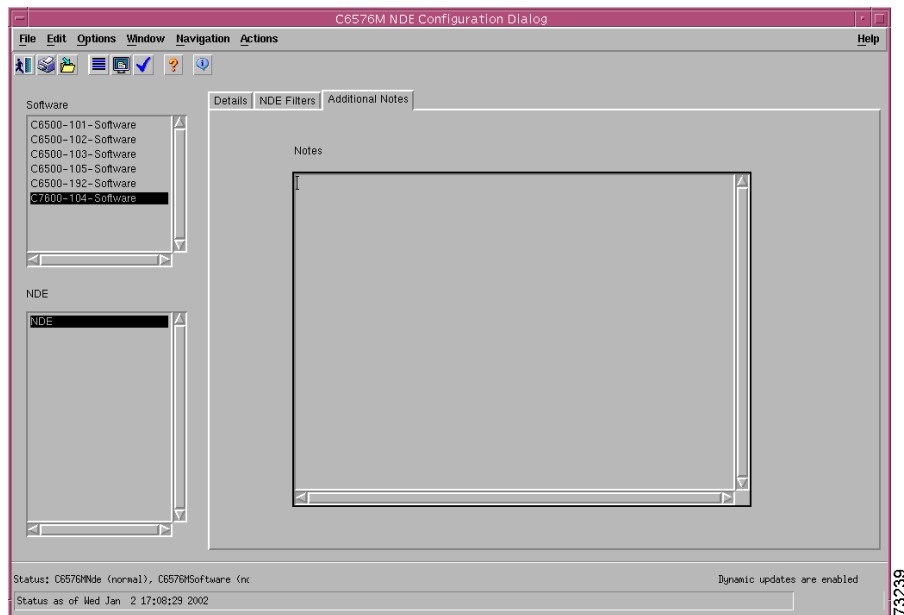 C6576M NDE Configuration Dialog
File Edit Options Window Navigation Actions Help
Software
C6500-101-Software
C6500-102-Software
C6500-103-Software
C6500-105-Software
C6500-192-Software
C7600-104-Software
NDE
NDE
Details NDE Filters Additional Notes
Notes
Status: C6576MNde (normal), C6576MSoftware (nc
Dynamic updates are enabled
Status as of Wed Jan 2 17:08:29 2002
73239